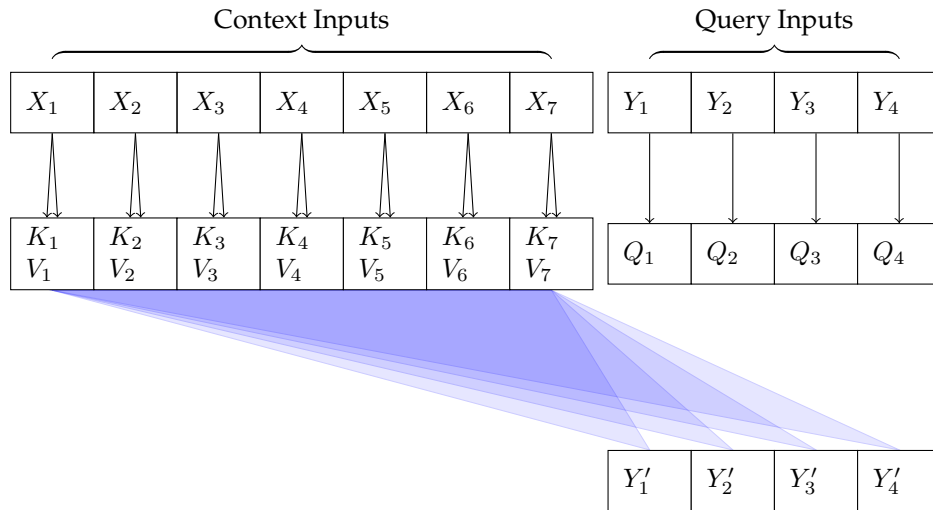 Context Inputs Query Inputs
X₁ X₂ X₃ X₄ X₅ X₆ X₇ Y₁ Y₂ Y₃ Y₄
K₁ K₂ K₃ K₄ K₅ K₆ K₇ Q₁ Q₂ Q₃ Q₄
V₁ V₂ V₃ V₄ V₅ V₆ V₇
Y′₁ Y′₂ Y′₃ Y′₄